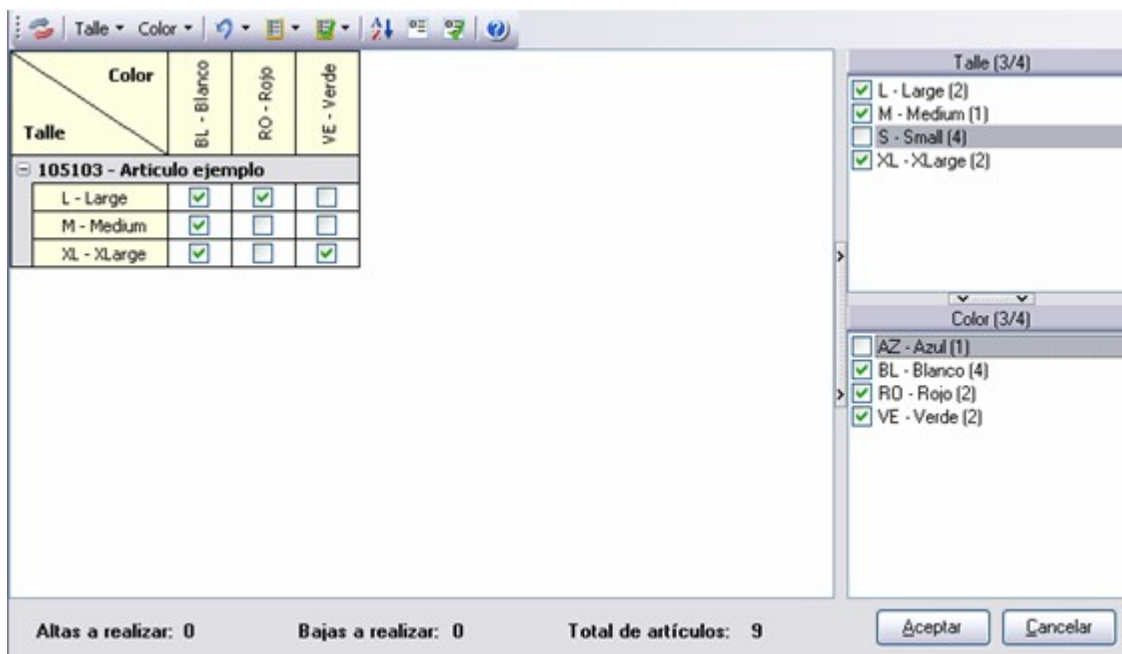 Talle Color
Color
Talle
BL - Blanco
RO - Rojo
VE - Verde
105103 - Articulo ejemplo
L - Large
M - Medium
XL - XLarge
Talle (3/4)
L - Large (2)
M - Medium (1)
S - Small (4)
XL - XLarge (2)
Color (3/4)
AZ - Azul (1)
BL - Blanco (4)
RO - Rojo (2)
VE - Verde (2)
Altas a realizar: 0 Bajas a realizar: 0 Total de artículos: 9 Aceptar Cancelar